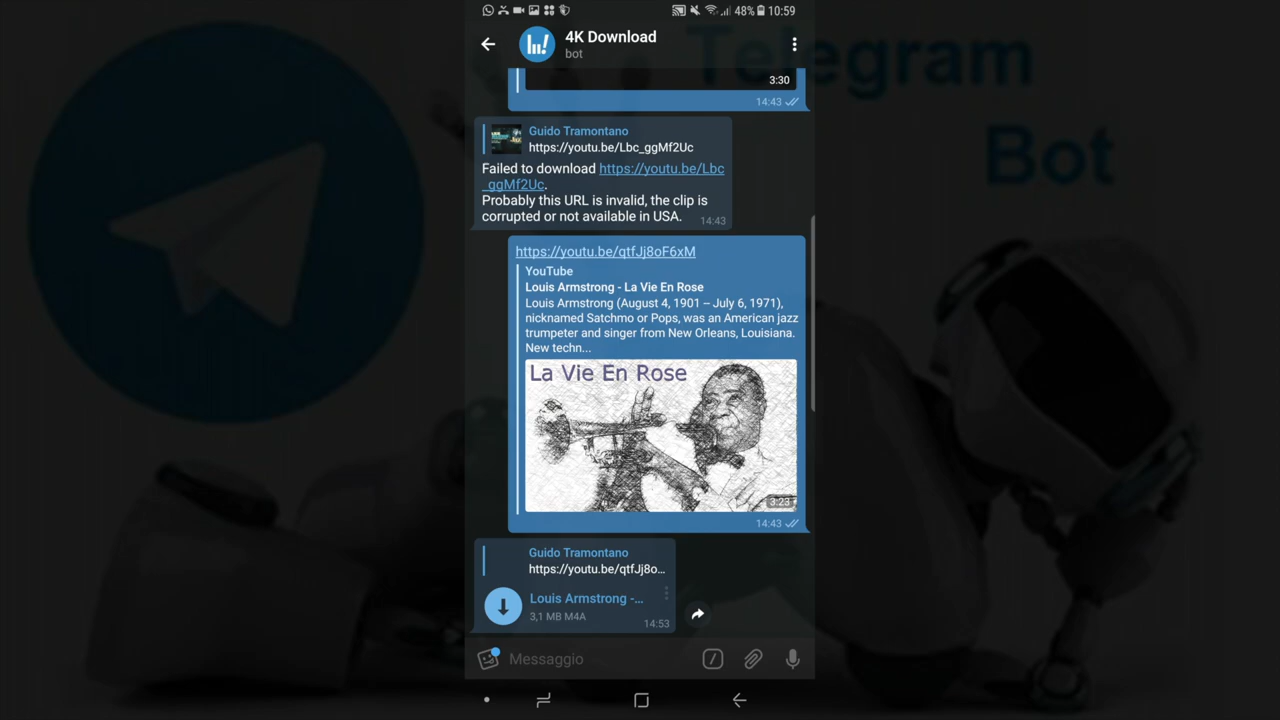 Telegram
Bot
48% 10:59
4K Download
bot
3:30
14:43
Guido Tramontano
https://youtu.be/Lbc_ggMf2Uc
Failed to download https://youtu.be/Lbc
_ggMf2Uc.
Probably this URL is invalid, the clip is
corrupted or not available in USA.
14:43
https://youtu.be/qtfJj8oF6xM
YouTube
Louis Armstrong - La Vie En Rose
Louis Armstrong (August 4, 1901 – July 6, 1971),
nicknamed Satchmo or Pops, was an American jazz
trumpeter and singer from New Orleans, Louisiana.
New techn...
La Vie En Rose
3:23
14:43
Guido Tramontano
https://youtu.be/qtfJj8o...
Louis Armstrong -...
3,1 MB M4A
14:53
Messaggio